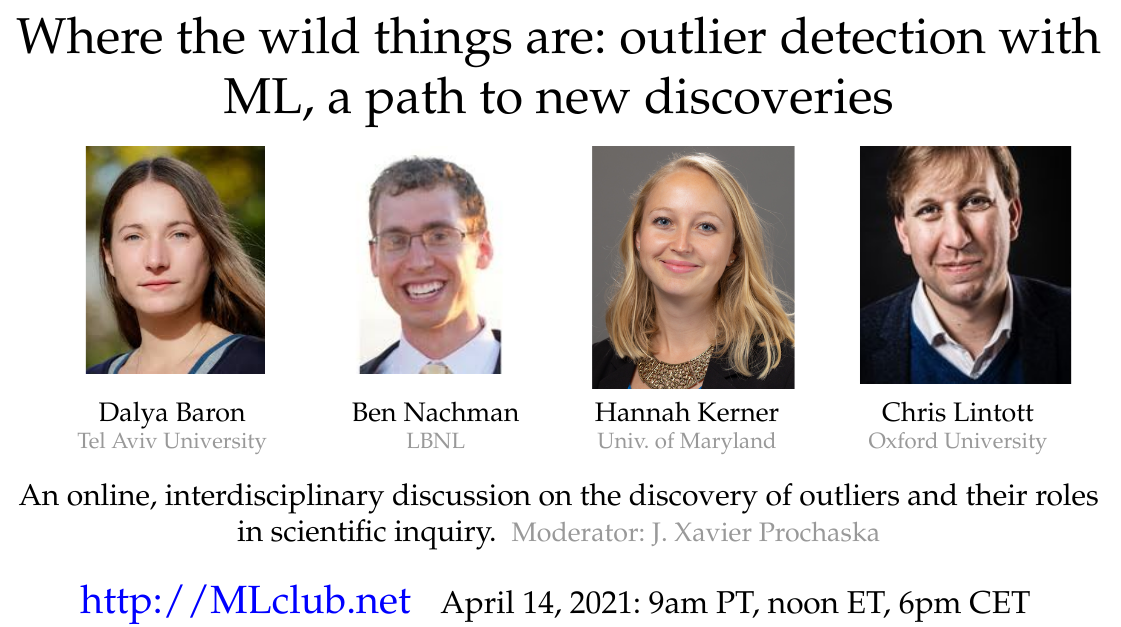 Where the wild things are: outlier detection with
ML, a path to new discoveries
Dalya Baron
Tel Aviv University
Ben Nachman
LBNL
Hannah Kerner
Univ. of Maryland
Chris Lintott
Oxford University
An online, interdisciplinary discussion on the discovery of outliers and their roles
in scientific inquiry. Moderator: J. Xavier Prochaska
http://MLclub.net April 14, 2021: 9am PT, noon ET, 6pm CET